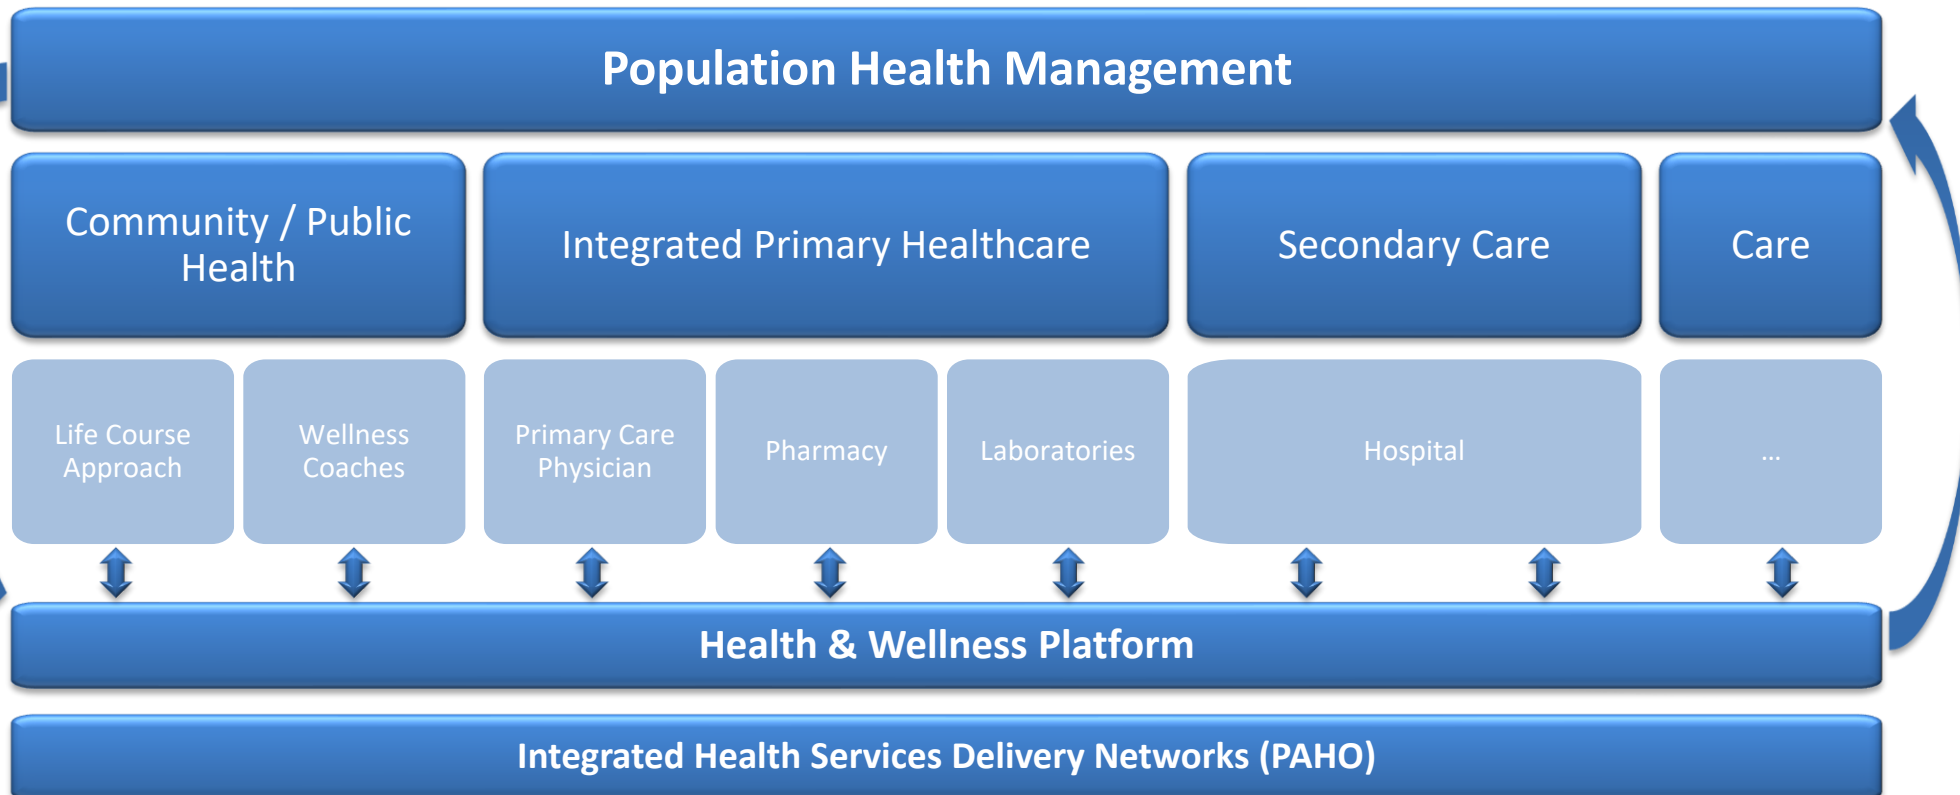 Population Health Management
Community / Public
Health
Integrated Primary Healthcare
Secondary Care
Care
Life Course
Approach
Wellness
Coaches
Primary Care
Physician
Pharmacy
Laboratories
Hospital
...
Health & Wellness Platform
Integrated Health Services Delivery Networks (PAHO)